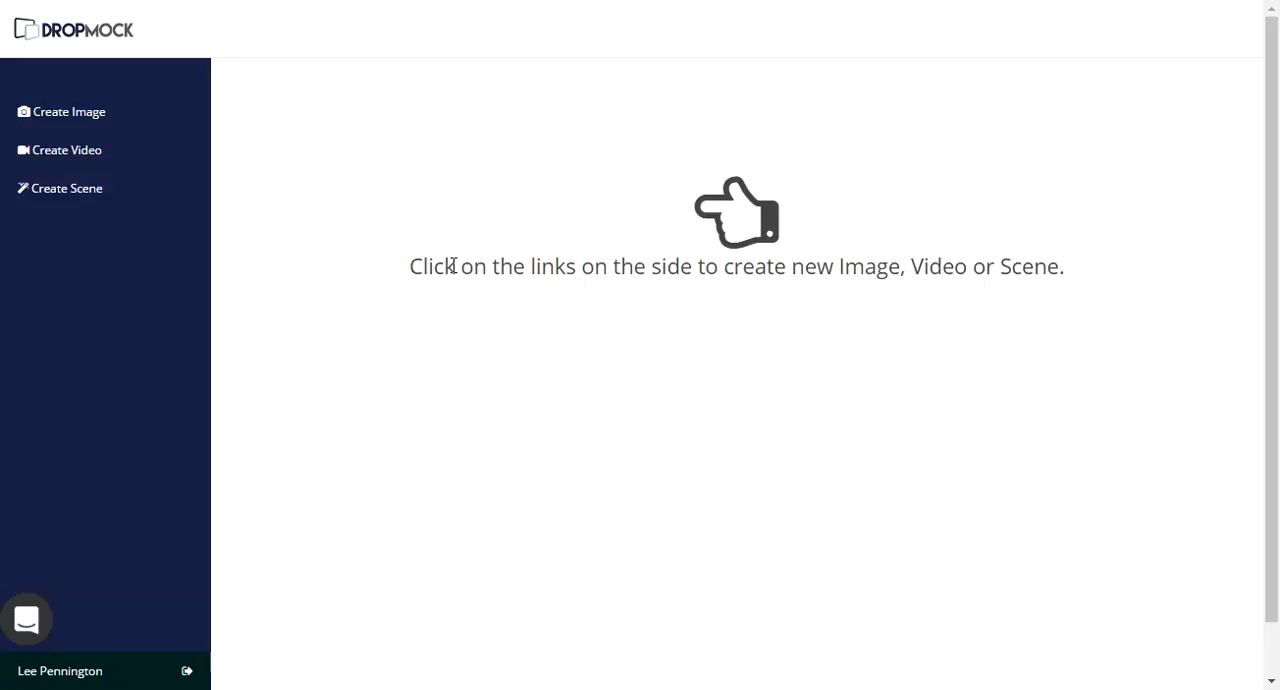 DROPMOCK
Create Image
Create Video
Create Scene
Click on the links on the side to create new Image, Video or Scene.
Lee Pennington